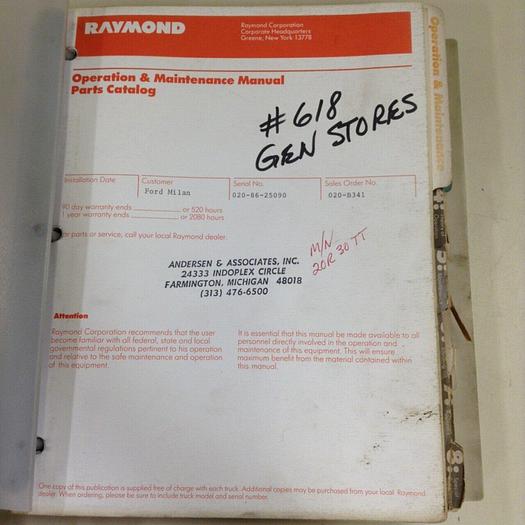 RAYMOND
Raymond Corporation
Corporate Headquarters
Greene, New York 13778
Operation & Maintenance Manual
Parts Catalog
#618
GEN STORES
Installation Date
Customer
Serial No.
Sales Order No.
Ford Milan
020-86-25090
020-B341
90 day warranty ends or 520 hours
1 year warranty ends or 2080 hours
For parts or service, call your local Raymond dealer.
M/N
20R 30 TT
ANDERSEN & ASSOCIATES, INC.
24333 INDOPLEX CIRCLE
FARMINGTON, MICHIGAN 48018
(313) 476-6500
Attention
Raymond Corporation recommends that the user
become familiar with all federal, state and local
governmental regulations pertinent to his operation
and relative to the safe maintenance and operation
of this equipment.
It is essential that this manual be made available to all
personnel directly involved in the operation and
maintenance of this equipment. This will ensure
maximum benefit from the material contained within
this manual.
One copy of this publication is supplied free of charge with each truck. Additional copies may be purchased from your local Raymond
dealer. When ordering, please be sure to include truck model and serial number.
Operation & Maintenance